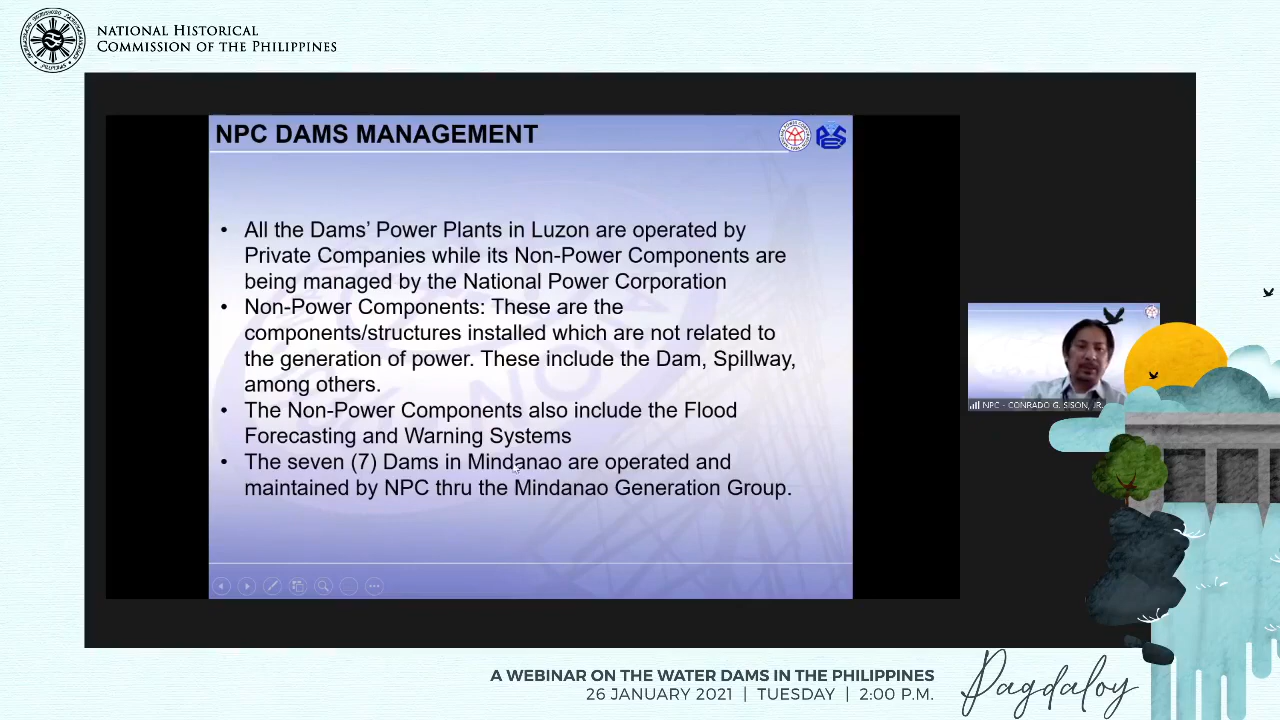 NATIONAL HISTORICAL
COMMISSION OF THE PHILIPPINES
NPC DAMS MANAGEMENT
• All the Dams’ Power Plants in Luzon are operated by
Private Companies while its Non-Power Components are
being managed by the National Power Corporation
• Non-Power Components: These are the
components/structures installed which are not related to
the generation of power. These include the Dam, Spillway,
among others.
• The Non-Power Components also include the Flood
Forecasting and Warning Systems
• The seven (7) Dams in Mindanao are operated and
maintained by NPC thru the Mindanao Generation Group.
NPC - CONRADO G. SISON, JR.
A WEBINAR ON THE WATER DAMS IN THE PHILIPPINES
26 JANUARY 2021 | TUESDAY | 2:00 P.M.
Pagdaloy